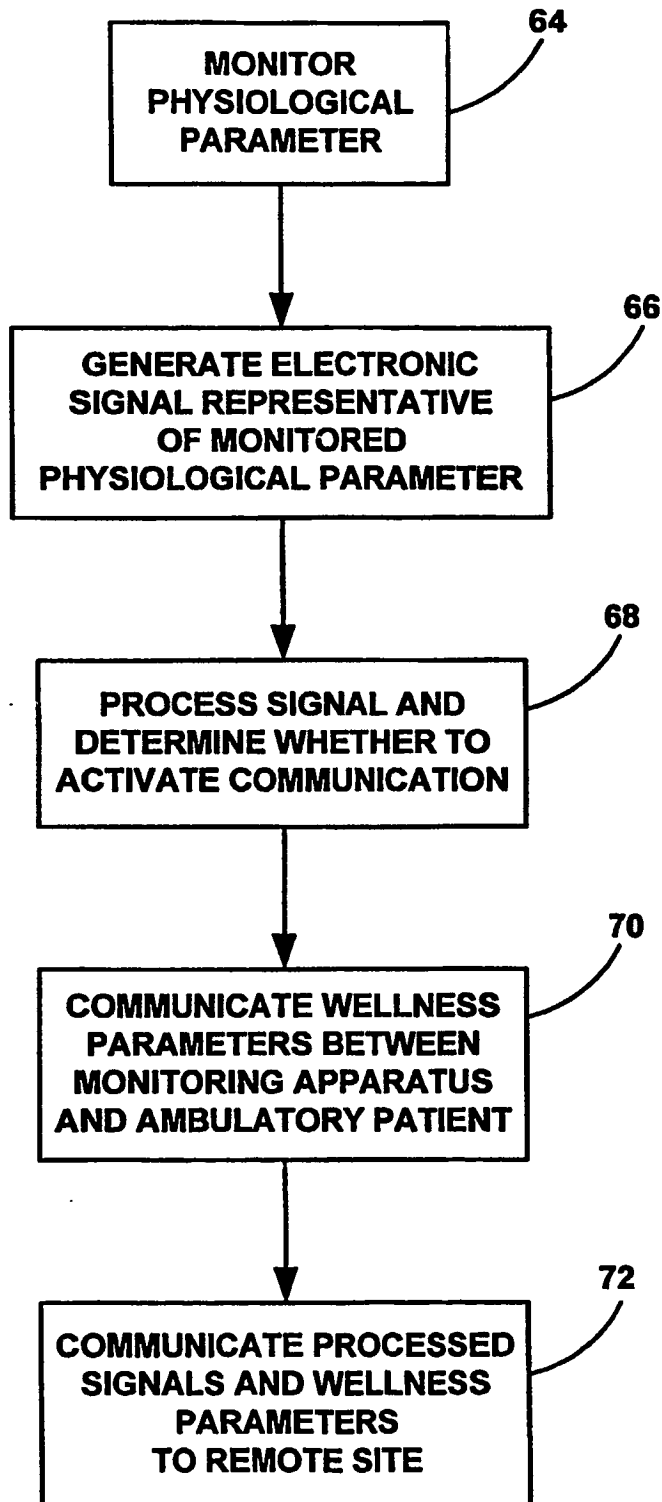 64
MONITOR
PHYSIOLOGICAL
PARAMETER
66
GENERATE ELECTRONIC
SIGNAL REPRESENTATIVE
OF MONITORED
PHYSIOLOGICAL PARAMETER
68
PROCESS SIGNAL AND
DETERMINE WHETHER TO
ACTIVATE COMMUNICATION
70
COMMUNICATE WELLNESS
PARAMETERS BETWEEN
MONITORING APPARATUS
AND AMBULATORY PATIENT
72
COMMUNICATE PROCESSED
SIGNALS AND WELLNESS
PARAMETERS
TO REMOTE SITE